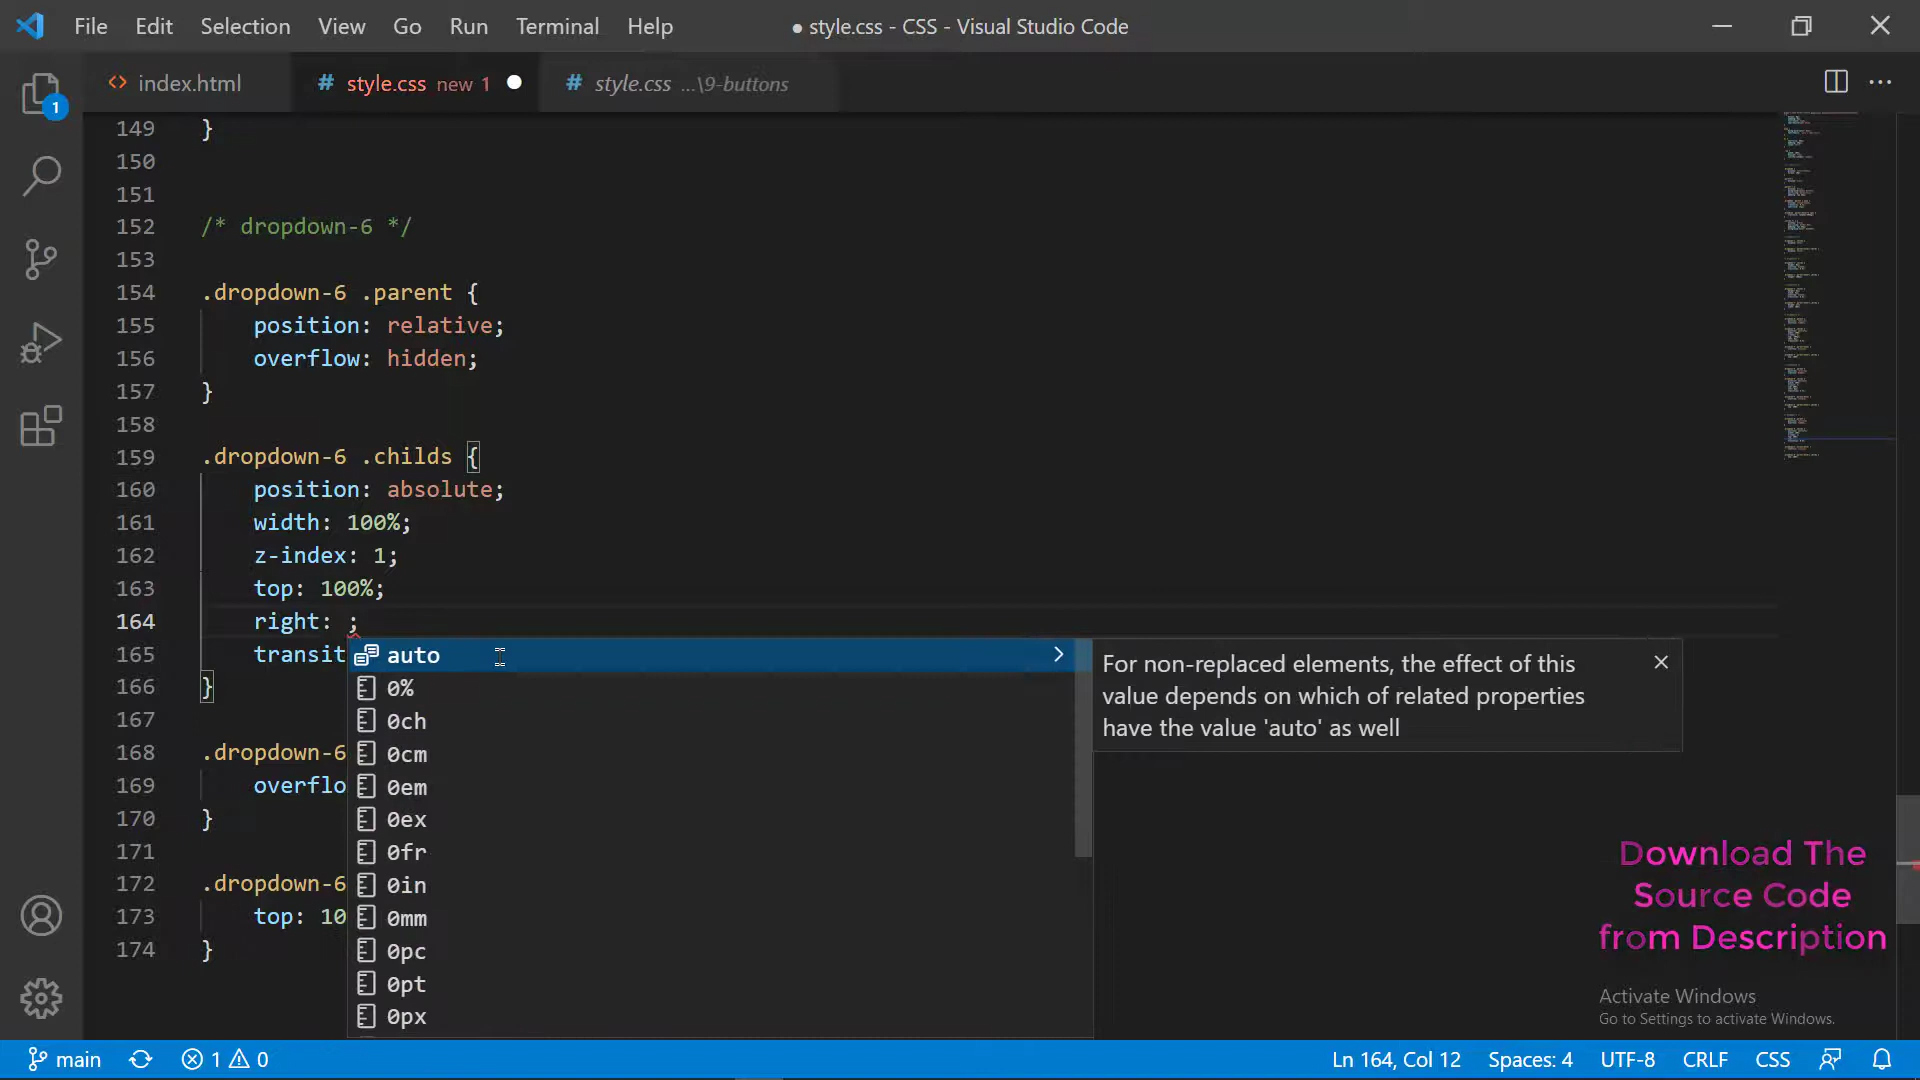 File Edit Selection View Go Run Terminal Help
● style.css - CSS - Visual Studio Code
<> index.html
# style.css new 1 ●
# style.css ...\9-buttons
1
149 }
150
151
152 /* dropdown-6 */
153
154 .dropdown-6 .parent {
155 position: relative;
156 overflow: hidden;
157 }
158
159 .dropdown-6 .childs {
160 position: absolute;
161 width: 100%;
162 z-index: 1;
163 top: 100%;
164 right: ;
165 transit
166 }
167
168 .dropdown-6
169 overflo
170 }
171
172 .dropdown-6
173 top: 10
174 }
auto
0%
0ch
0cm
0em
0ex
0fr
0in
0mm
0pc
0pt
0px
For non-replaced elements, the effect of this
value depends on which of related properties
have the value 'auto' as well
Download The
Source Code
from Description
Activate Windows
Go to Settings to activate Windows.
main 1 0 Ln 164, Col 12 Spaces: 4 UTF-8 CRLF CSS